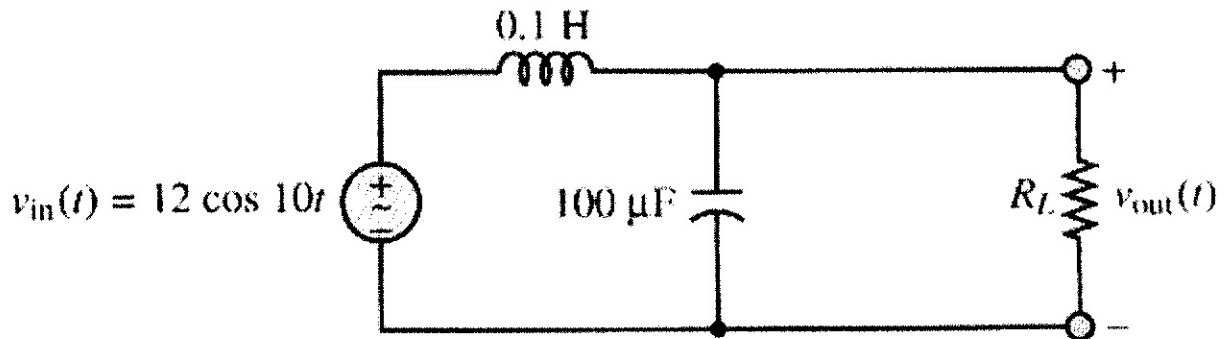 0.1 H
+
v_in(t) = 12 cos 10t
+
~
−
100 μF
R_L
v_out(t)
−